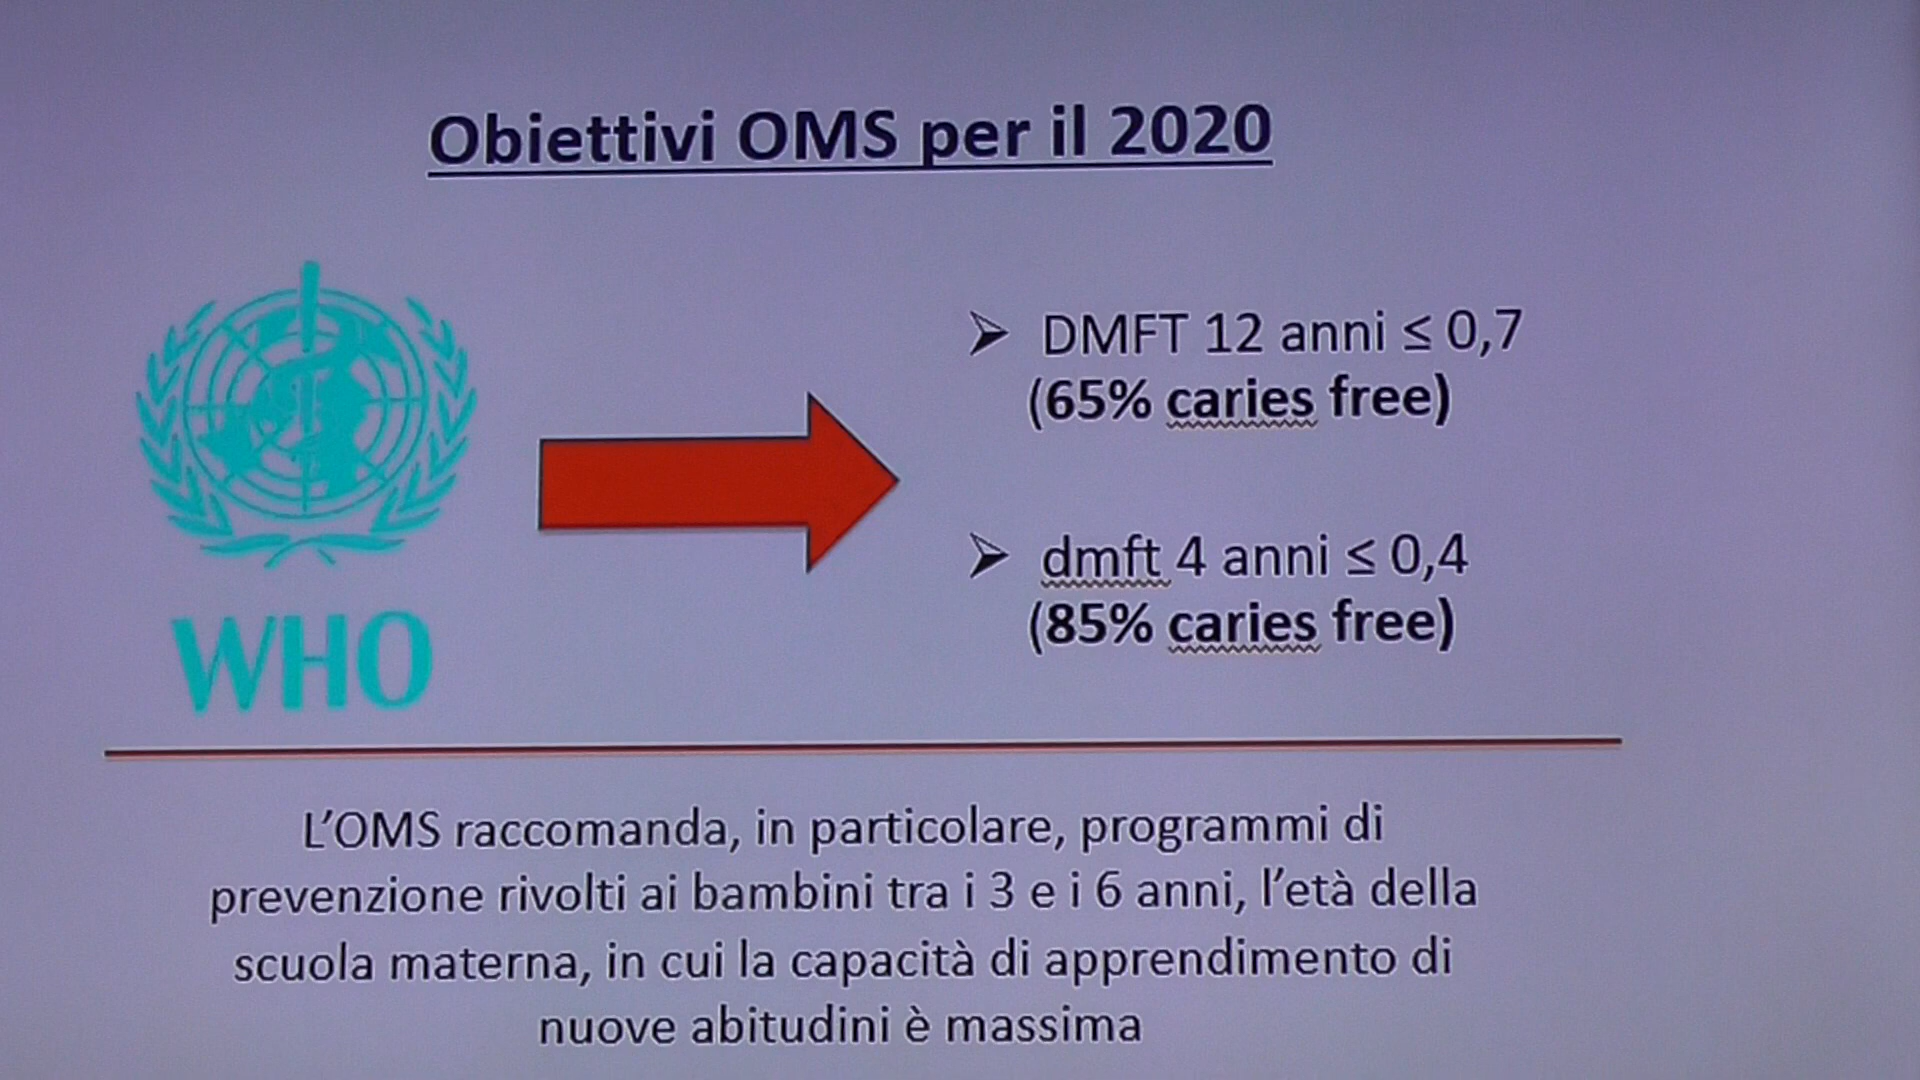 Obiettivi OMS per il 2020
WHO
➢ DMFT 12 anni ≤ 0,7
(65% caries free)
➢ dmft 4 anni ≤ 0,4
(85% caries free)
L'OMS raccomanda, in particolare, programmi di
prevenzione rivolti ai bambini tra i 3 e i 6 anni, l'età della
scuola materna, in cui la capacità di apprendimento di
nuove abitudini è massima